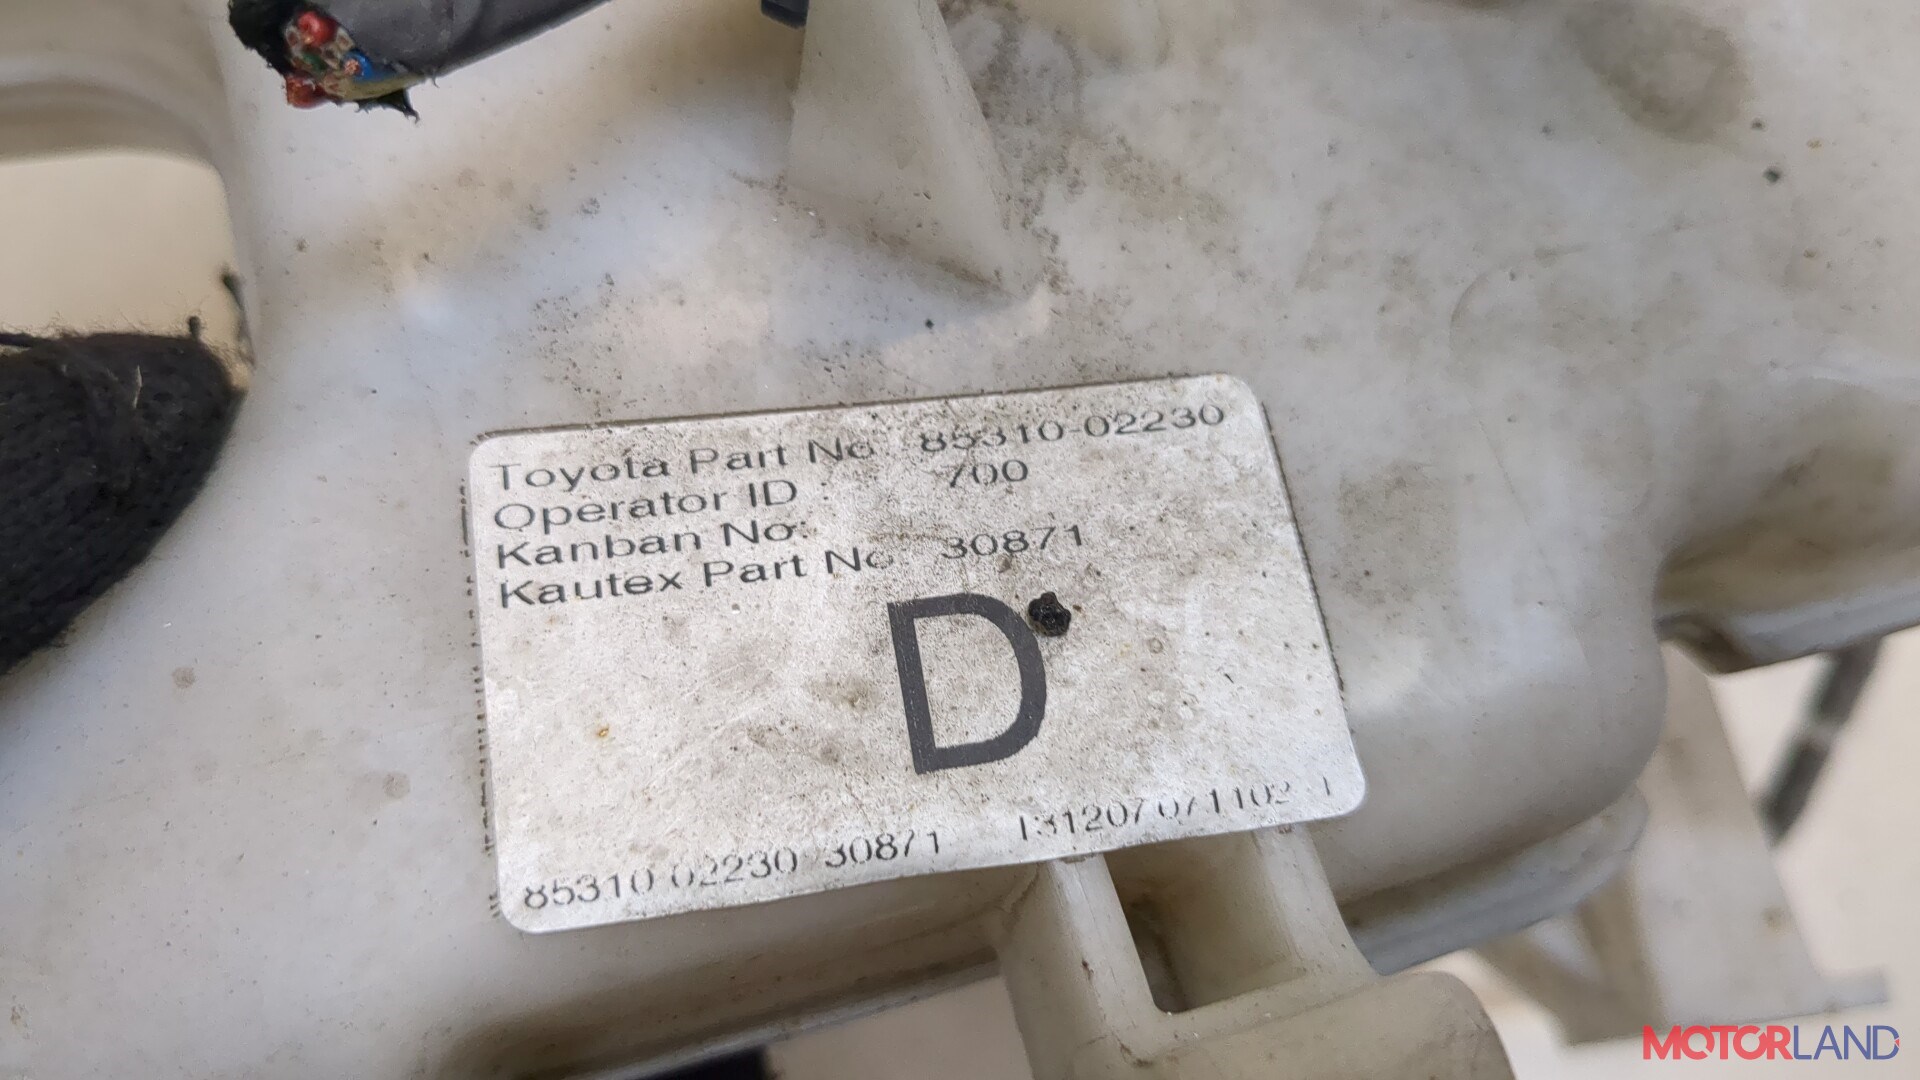 Toyota Part No: 85310-02230
Operator ID : 700
Kanban No:
Kautex Part No: 30871
D
85310 02230 30871 131207 071102 1
MOTORLAND